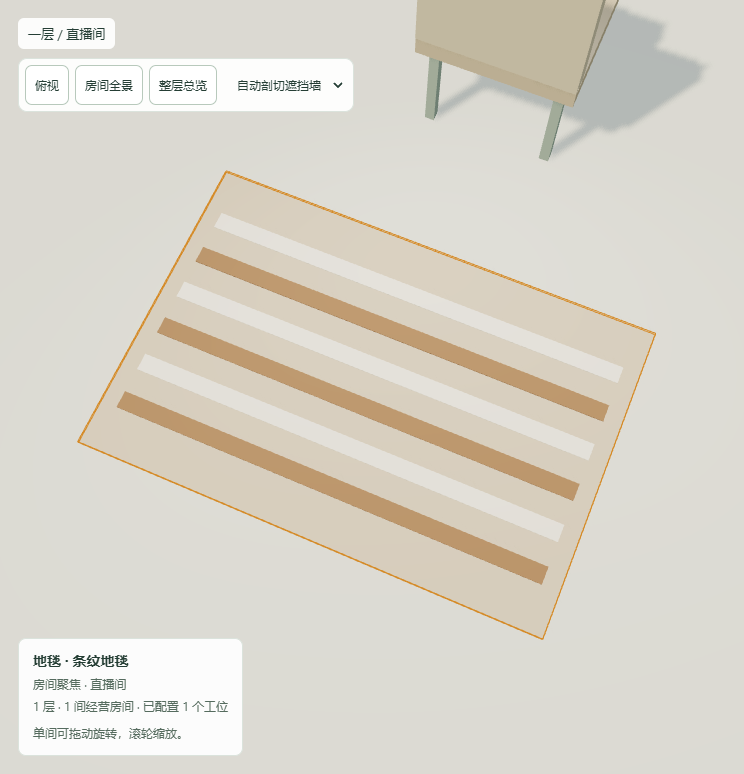 一层 / 直播间
俯视 房间全景 整层总览 自动剖切遮挡墙
地毯 · 条纹地毯
房间聚焦 · 直播间
1 层 · 1 间经营房间 · 已配置 1 个工位
单间可拖动旋转，滚轮缩放。